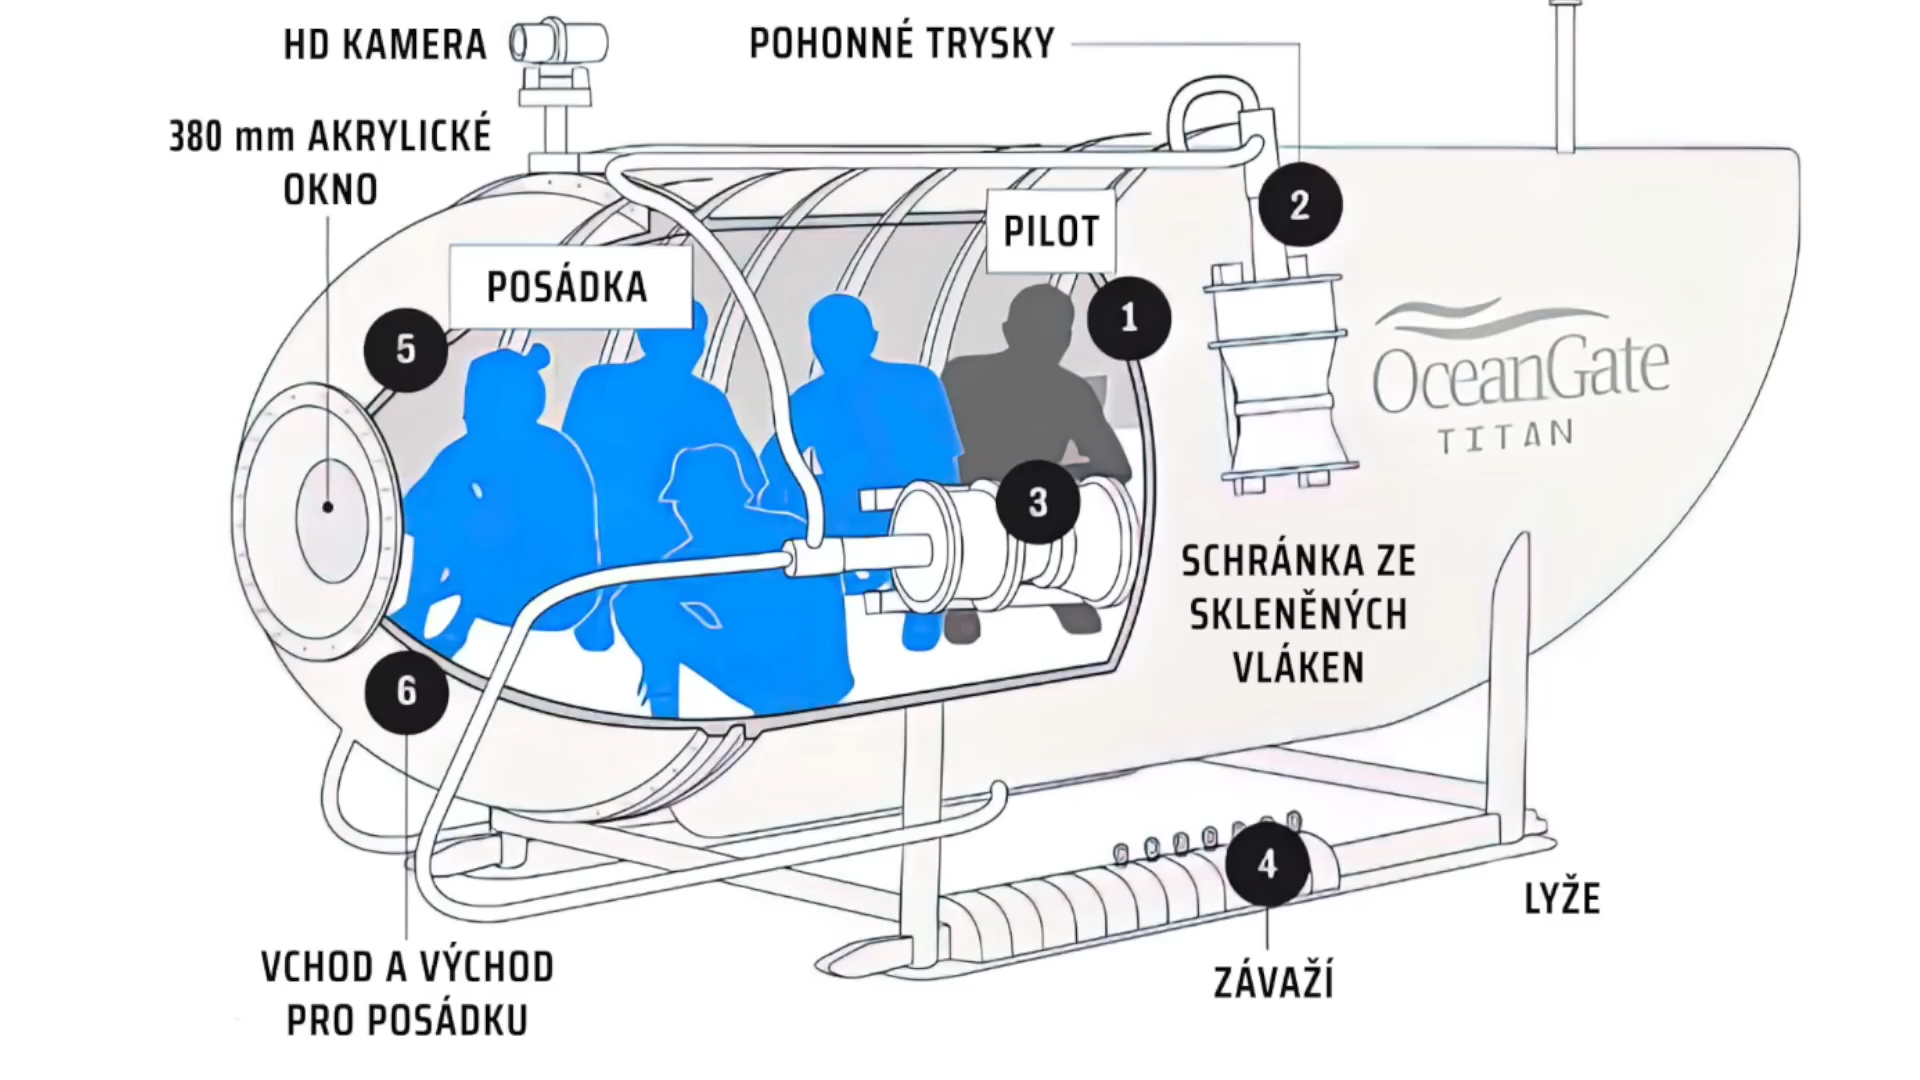 HD KAMERA
POHONNÉ TRYSKY
380 mm AKRYLICKÉ
OKNO
2
PILOT
POSÁDKA
1
5
OceanGate
TITAN
3
SCHRÁNKA ZE
SKLENĚNÝCH
VLÁKEN
6
4
LYŽE
VCHOD A VÝCHOD
PRO POSÁDKU
ZÁVAŽÍ